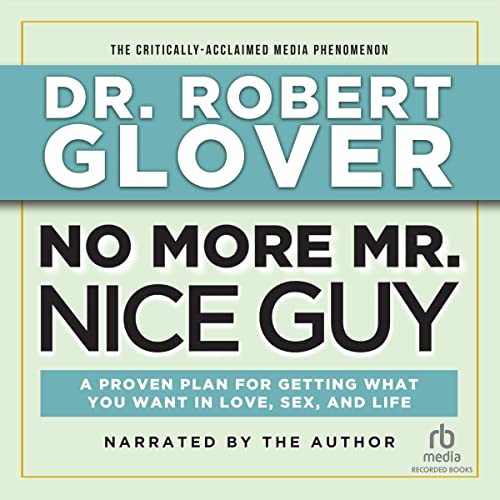 THE CRITICALLY-ACCLAIMED MEDIA PHENOMENON
DR. ROBERT
GLOVER
NO MORE MR.
NICE GUY
A PROVEN PLAN FOR GETTING WHAT
YOU WANT IN LOVE, SEX, AND LIFE
NARRATED BY THE AUTHOR
rb
media
RECORDED BOOKS